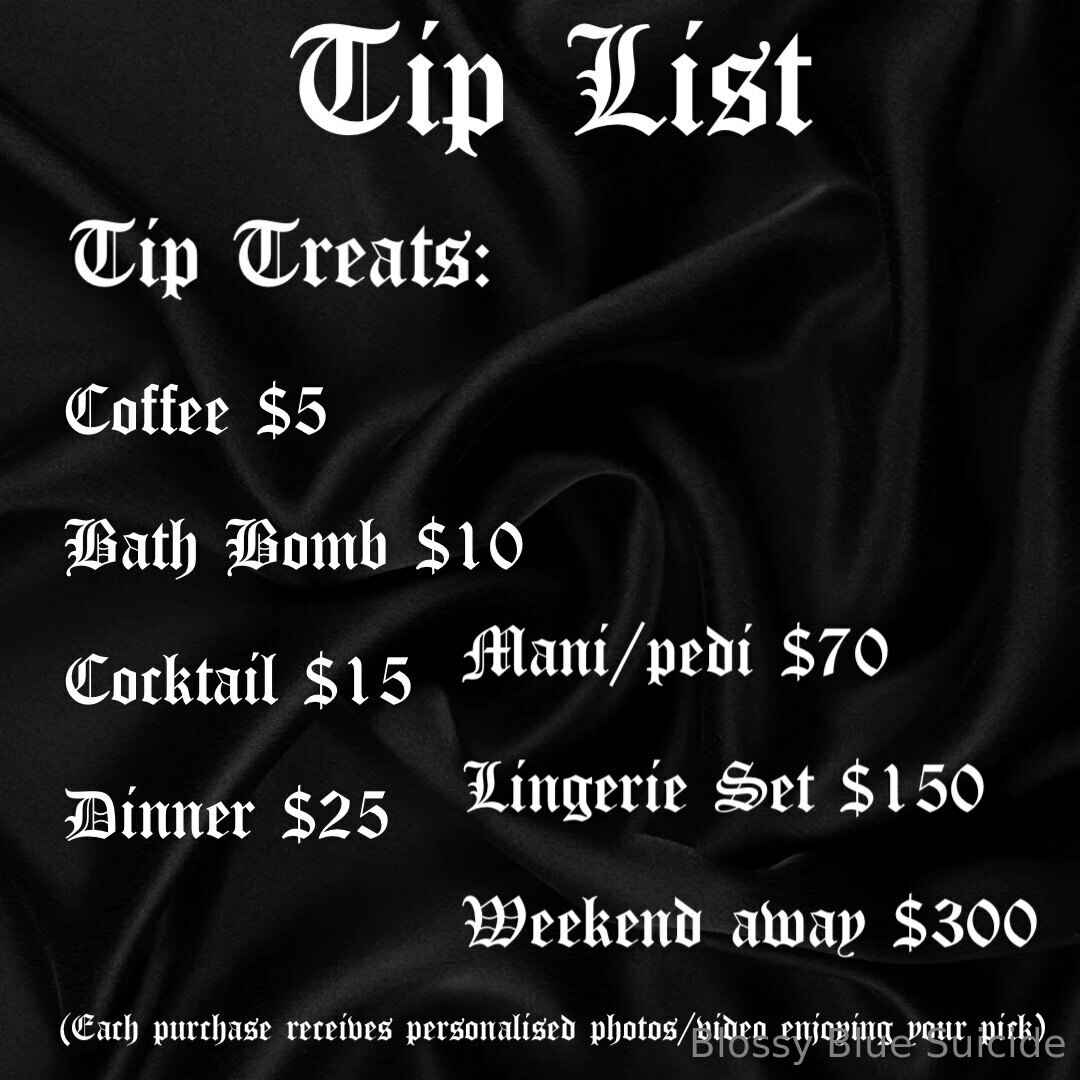 Tip List
Tip Treats:
Coffee $5
Bath Bomb $10
Cocktail $15
Dinner $25
Mani/pedi $70
Lingerie Set $150
Weekend away $300
(Each purchase receives personalised photos/video enjoying your pick)
Blossy Blue Suicide